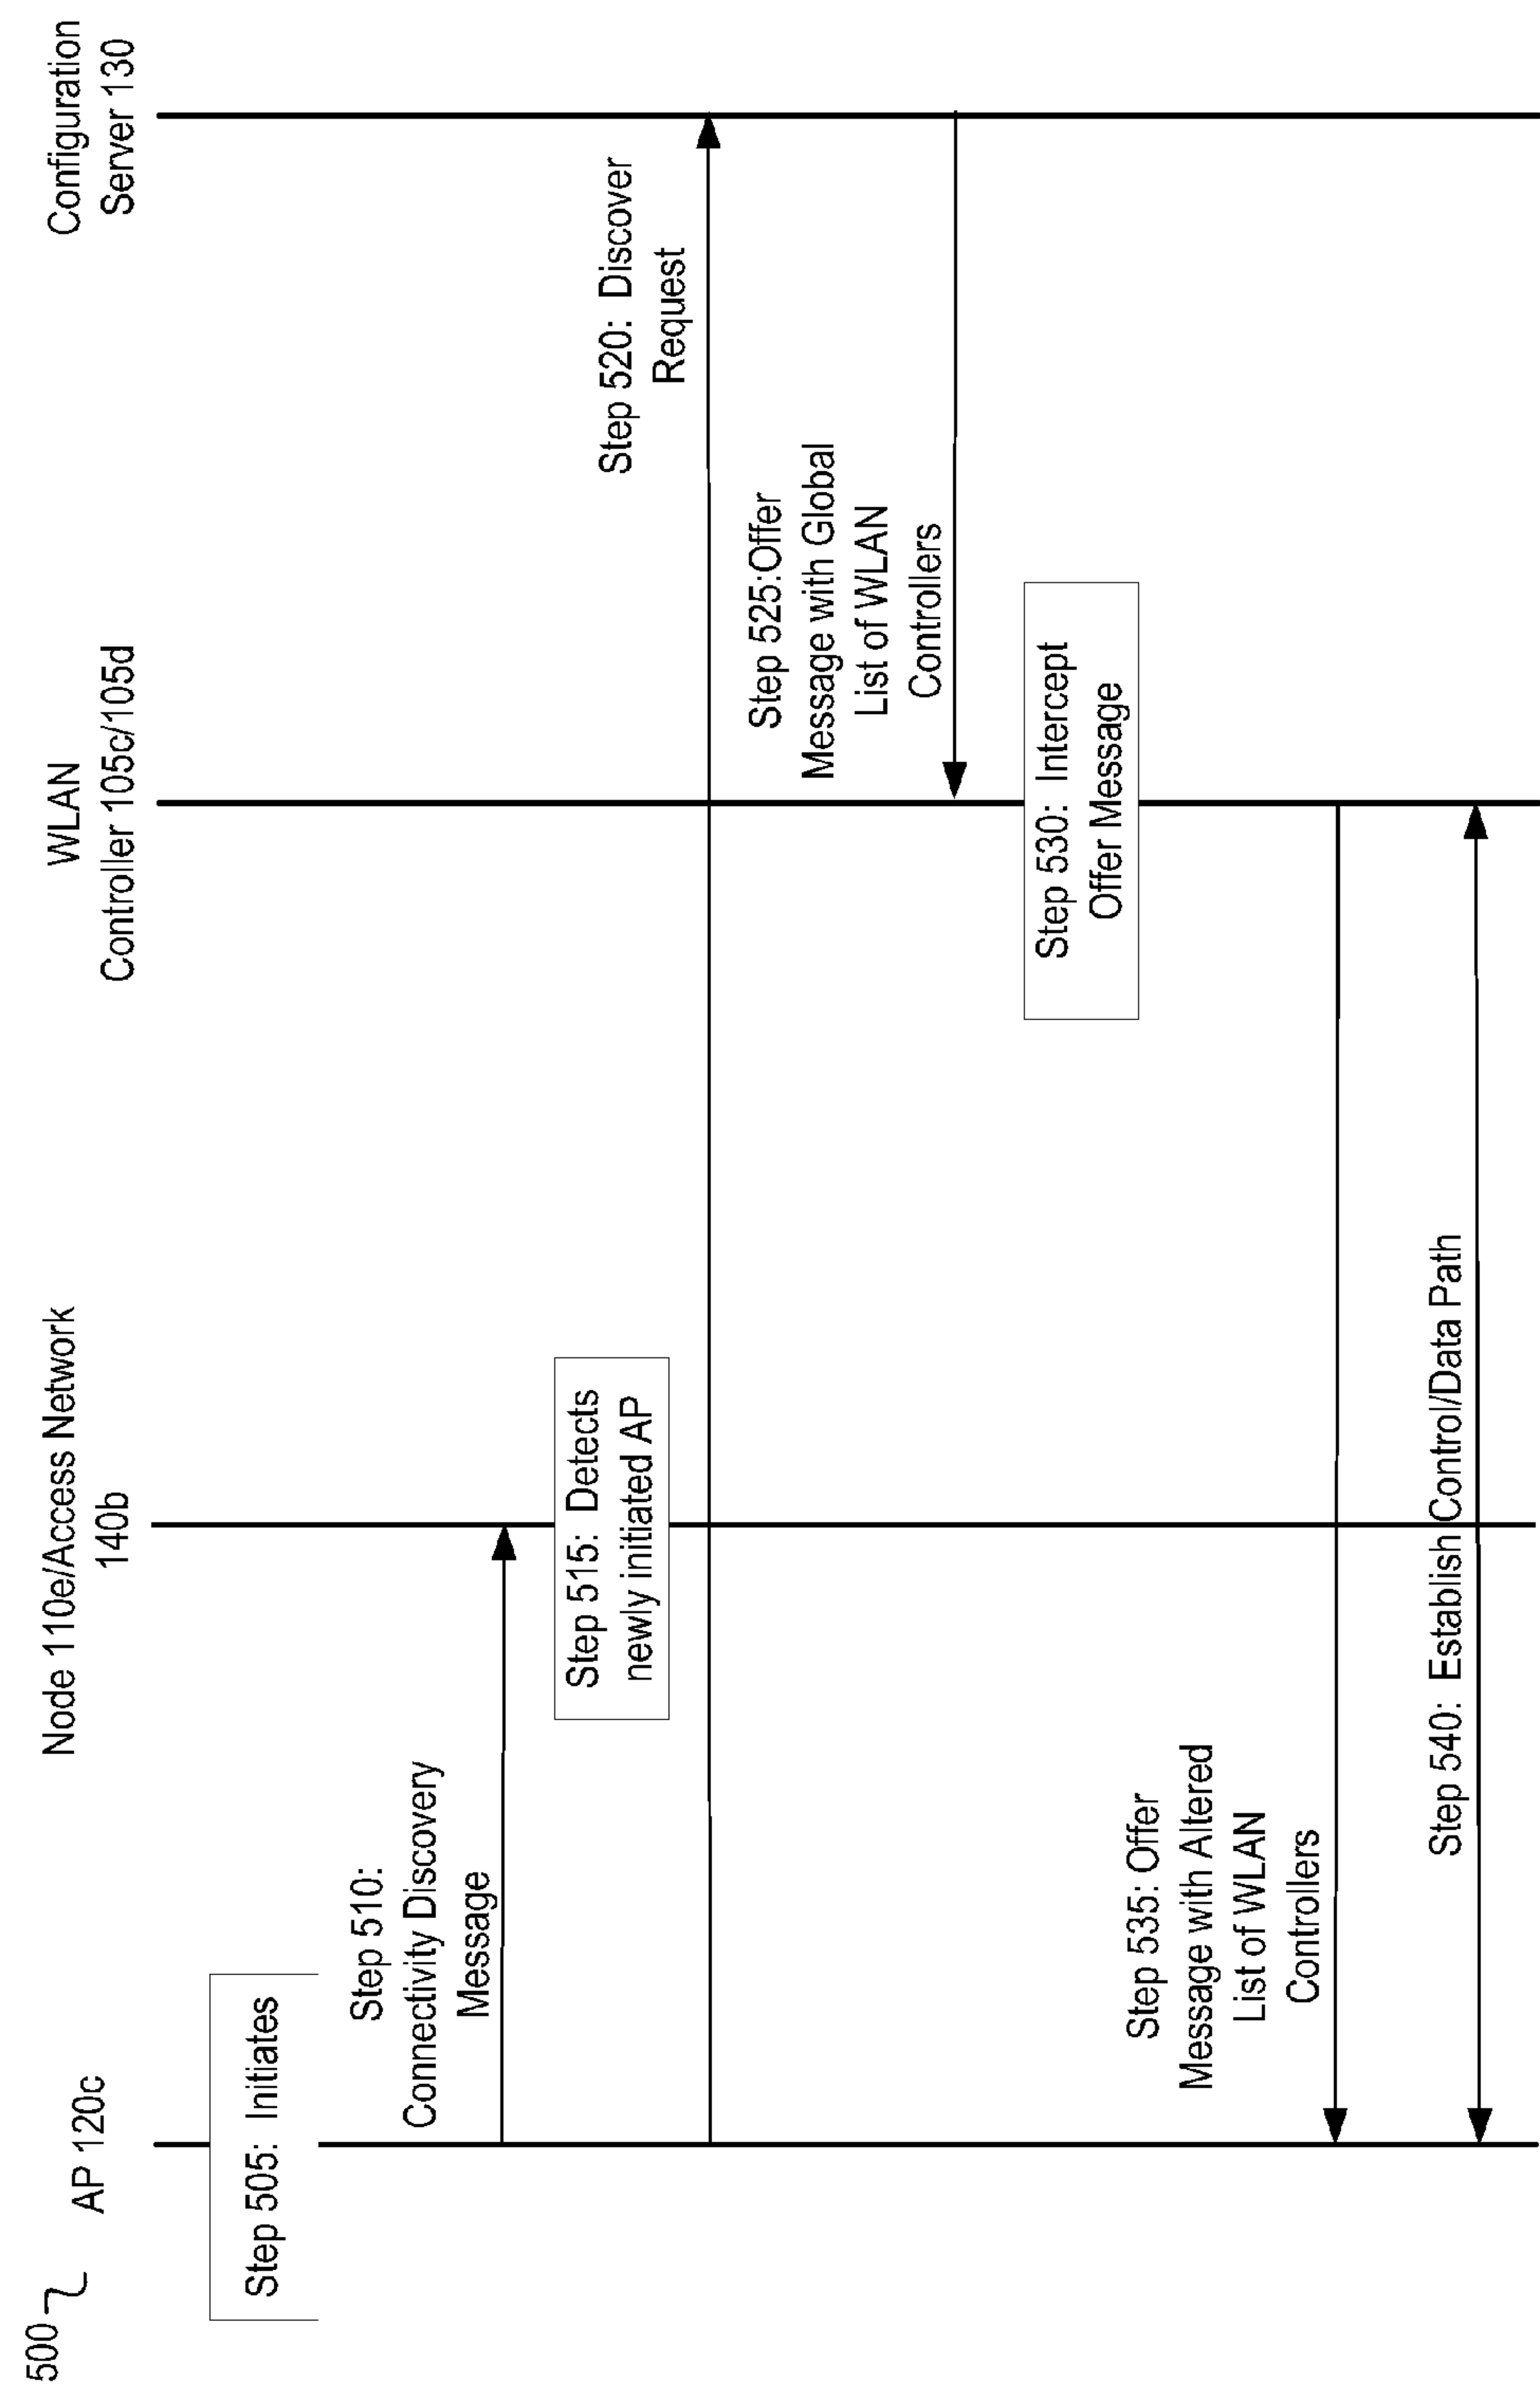 500
AP 120c
Node 110e/Access Network
140b
WLAN
Controller 105c/105d
Configuration
Server 130
Step 505: Initiates
Step 510:
Connectivity Discovery
Message
Step 515: Detects
newly initiated AP
Step 520: Discover
Request
Step 525:Offer
Message with Global
List of WLAN
Controllers
Step 530: Intercept
Offer Message
Step 535: Offer
Message with Altered
List of WLAN
Controllers
Step 540: Establish Control/Data Path